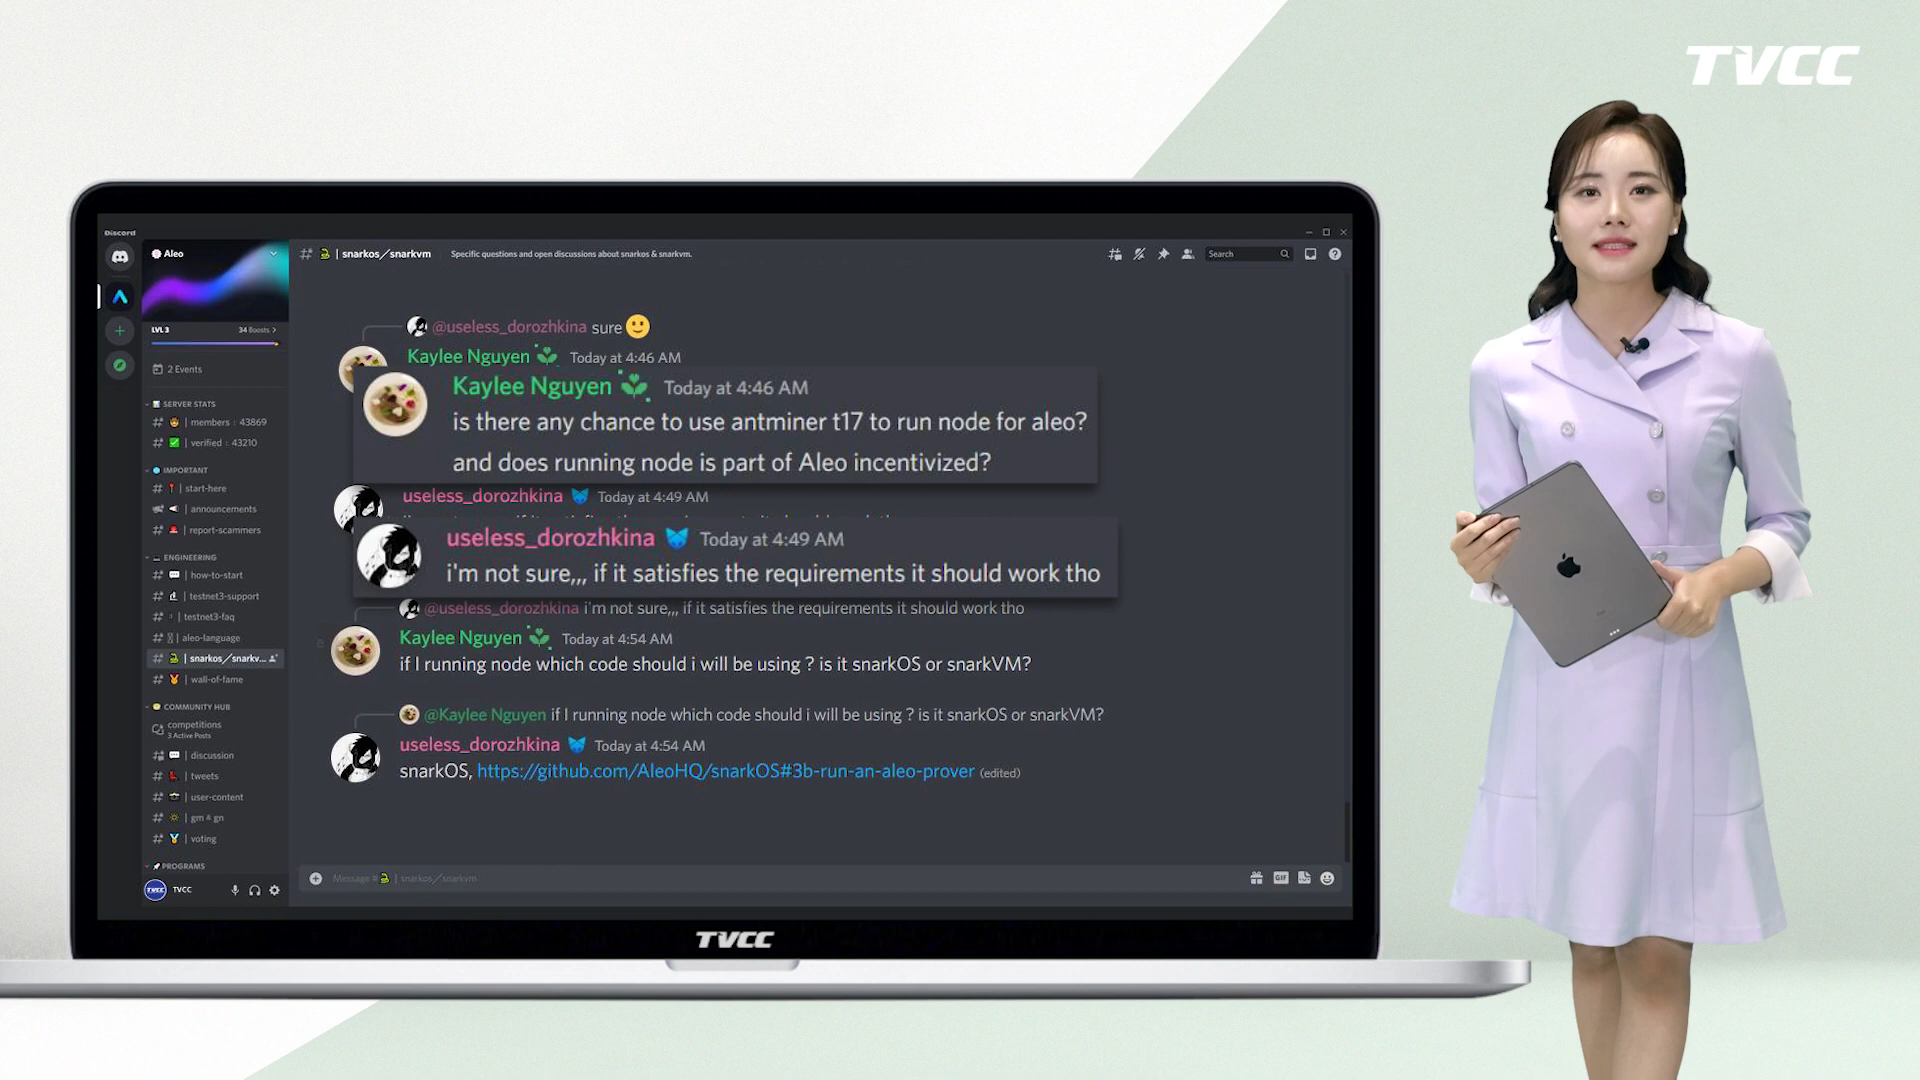 TVCC
Discord
Aleo
LVL 3
34 Boosts >
2 Events
SERVER STATS
# | members : 43869
# | verified : 43210
IMPORTANT
# | start-here
| announcements
# | report-scammers
ENGINEERING
# | how-to-start
# | testnet3-support
# | testnet3-faq
# | aleo-language
# | snarkos/snarkv...
# | wall-of-fame
COMMUNITY HUB
competitions
3 Active Posts
# | discussion
# | tweets
# | user-content
# | gm & gn
# | voting
PROGRAMS
TVCC
# | snarkos/snarkvm Specific questions and open discussions about snarkos & snarkvm.
Search
@useless_dorozhkina sure 🙂
Kaylee Nguyen Today at 4:46 AM
Kaylee Nguyen Today at 4:46 AM
is there any chance to use antminer t17 to run node for aleo?
and does running node is part of Aleo incentivized?
useless_dorozhkina Today at 4:49 AM
useless_dorozhkina Today at 4:49 AM
i'm not sure,,, if it satisfies the requirements it should work tho
@useless_dorozhkina i'm not sure,,, if it satisfies the requirements it should work tho
Kaylee Nguyen Today at 4:54 AM
if I running node which code should i will be using ? is it snarkOS or snarkVM?
@Kaylee Nguyen if I running node which code should i will be using ? is it snarkOS or snarkVM?
useless_dorozhkina Today at 4:54 AM
snarkOS, https://github.com/AleoHQ/snarkOS#3b-run-an-aleo-prover (edited)
Message # | snarkos/snarkvm
GIF
TVCC